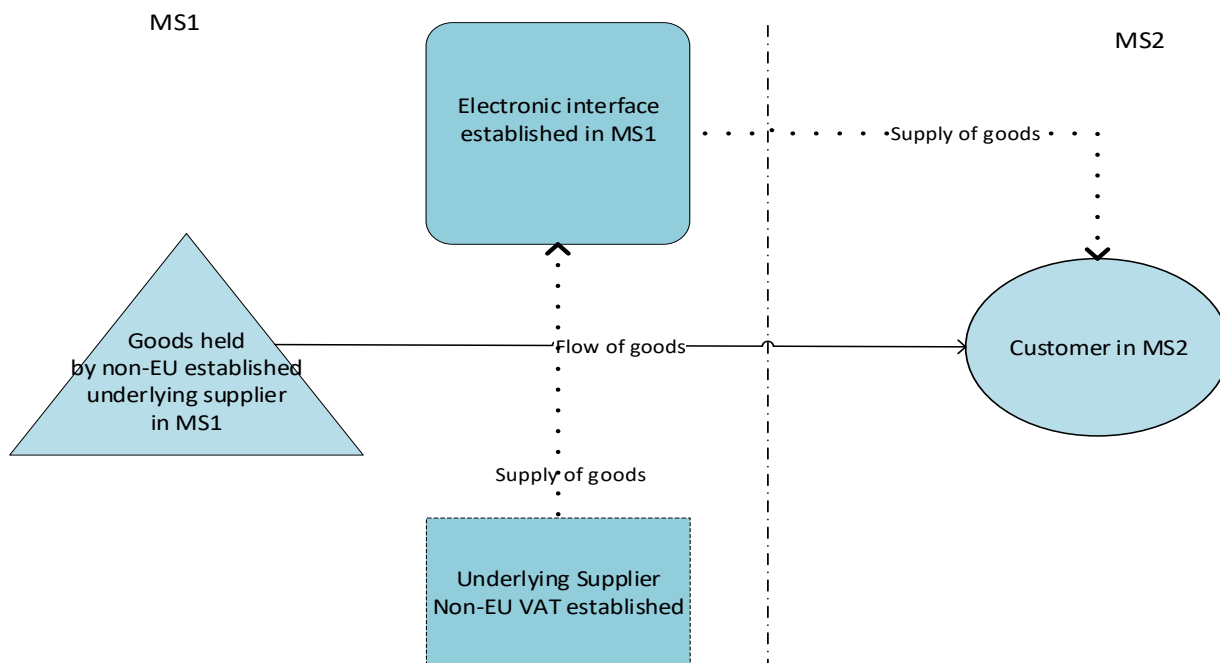 MS1
MS2
Electronic interface
established in MS1
Supply of goods
Goods held
by non-EU established
underlying supplier
in MS1
Flow of goods
Customer in MS2
Supply of goods
Underlying Supplier
Non-EU VAT established